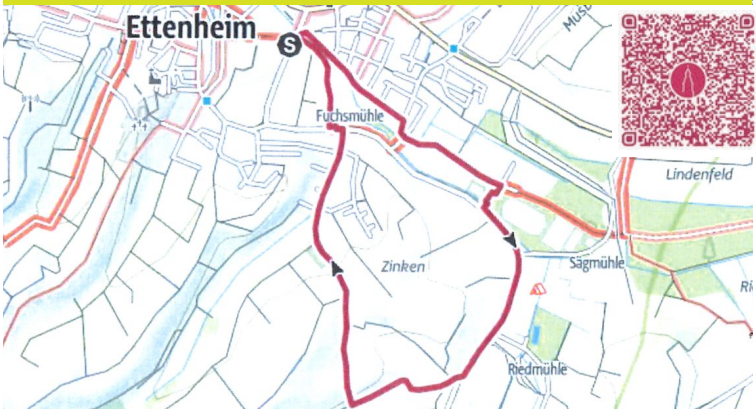 Ettenheim
S
Fuchsmühle
Lindenfeld
Zinken
Sägmühle
Riedmühle